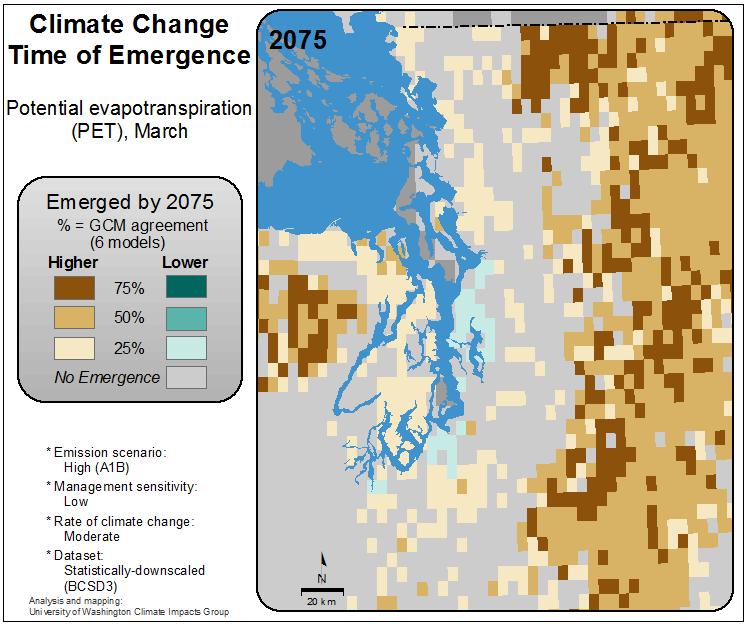 Climate Change
Time of Emergence
Potential evapotranspiration
(PET), March
Emerged by 2075
% = GCM agreement
(6 models)
Higher Lower
75%
50%
25%
No Emergence
* Emission scenario:
High (A1B)
* Management sensitivity:
Low
* Rate of climate change:
Moderate
* Dataset:
Statistically-downscaled
(BCSD3)
Analysis and mapping:
University of Washington Climate Impacts Group
2075
N
20 km